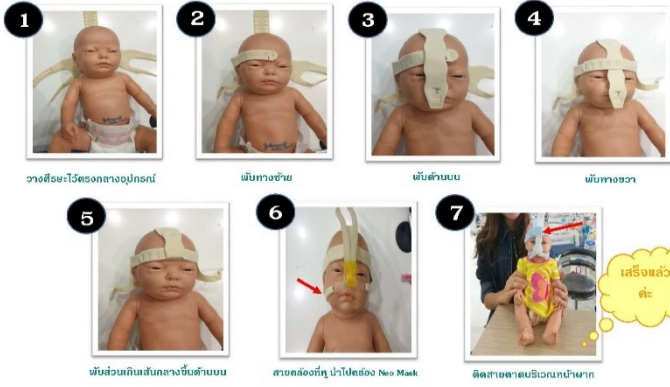 1
2
3
4
วางศีรษะไว้ตรงกลางอุปกรณ์
พับทางซ้าย
พับด้านบน
พับทางขวา
5
6
7
เสร็จแล้ว
ค่ะ
พับส่วนเกินเส้นกลางขึ้นด้านบน
สายคล้องที่หู นำไปคล้อง Neo Mask
ติดสายคาดบริเวณหน้าผาก